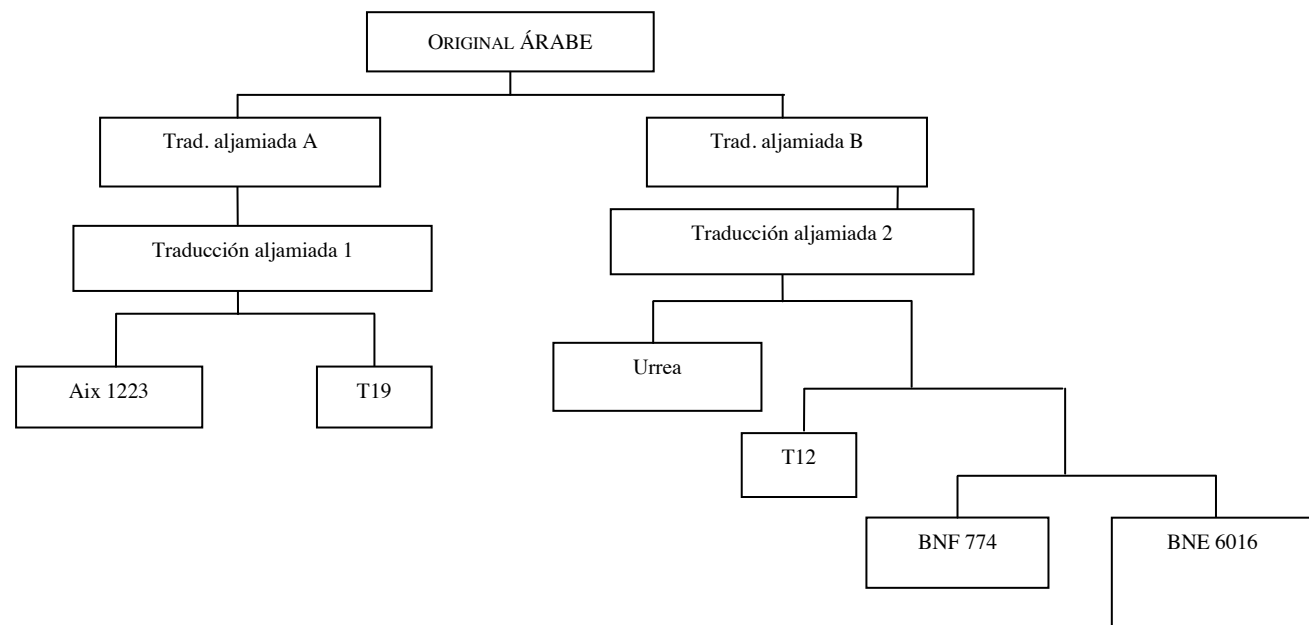 ORIGINAL ÁRABE
Trad. aljamiada A
Trad. aljamiada B
Traducción aljamiada 1
Traducción aljamiada 2
Aix 1223
T19
Urrea
T12
BNF 774
BNE 6016